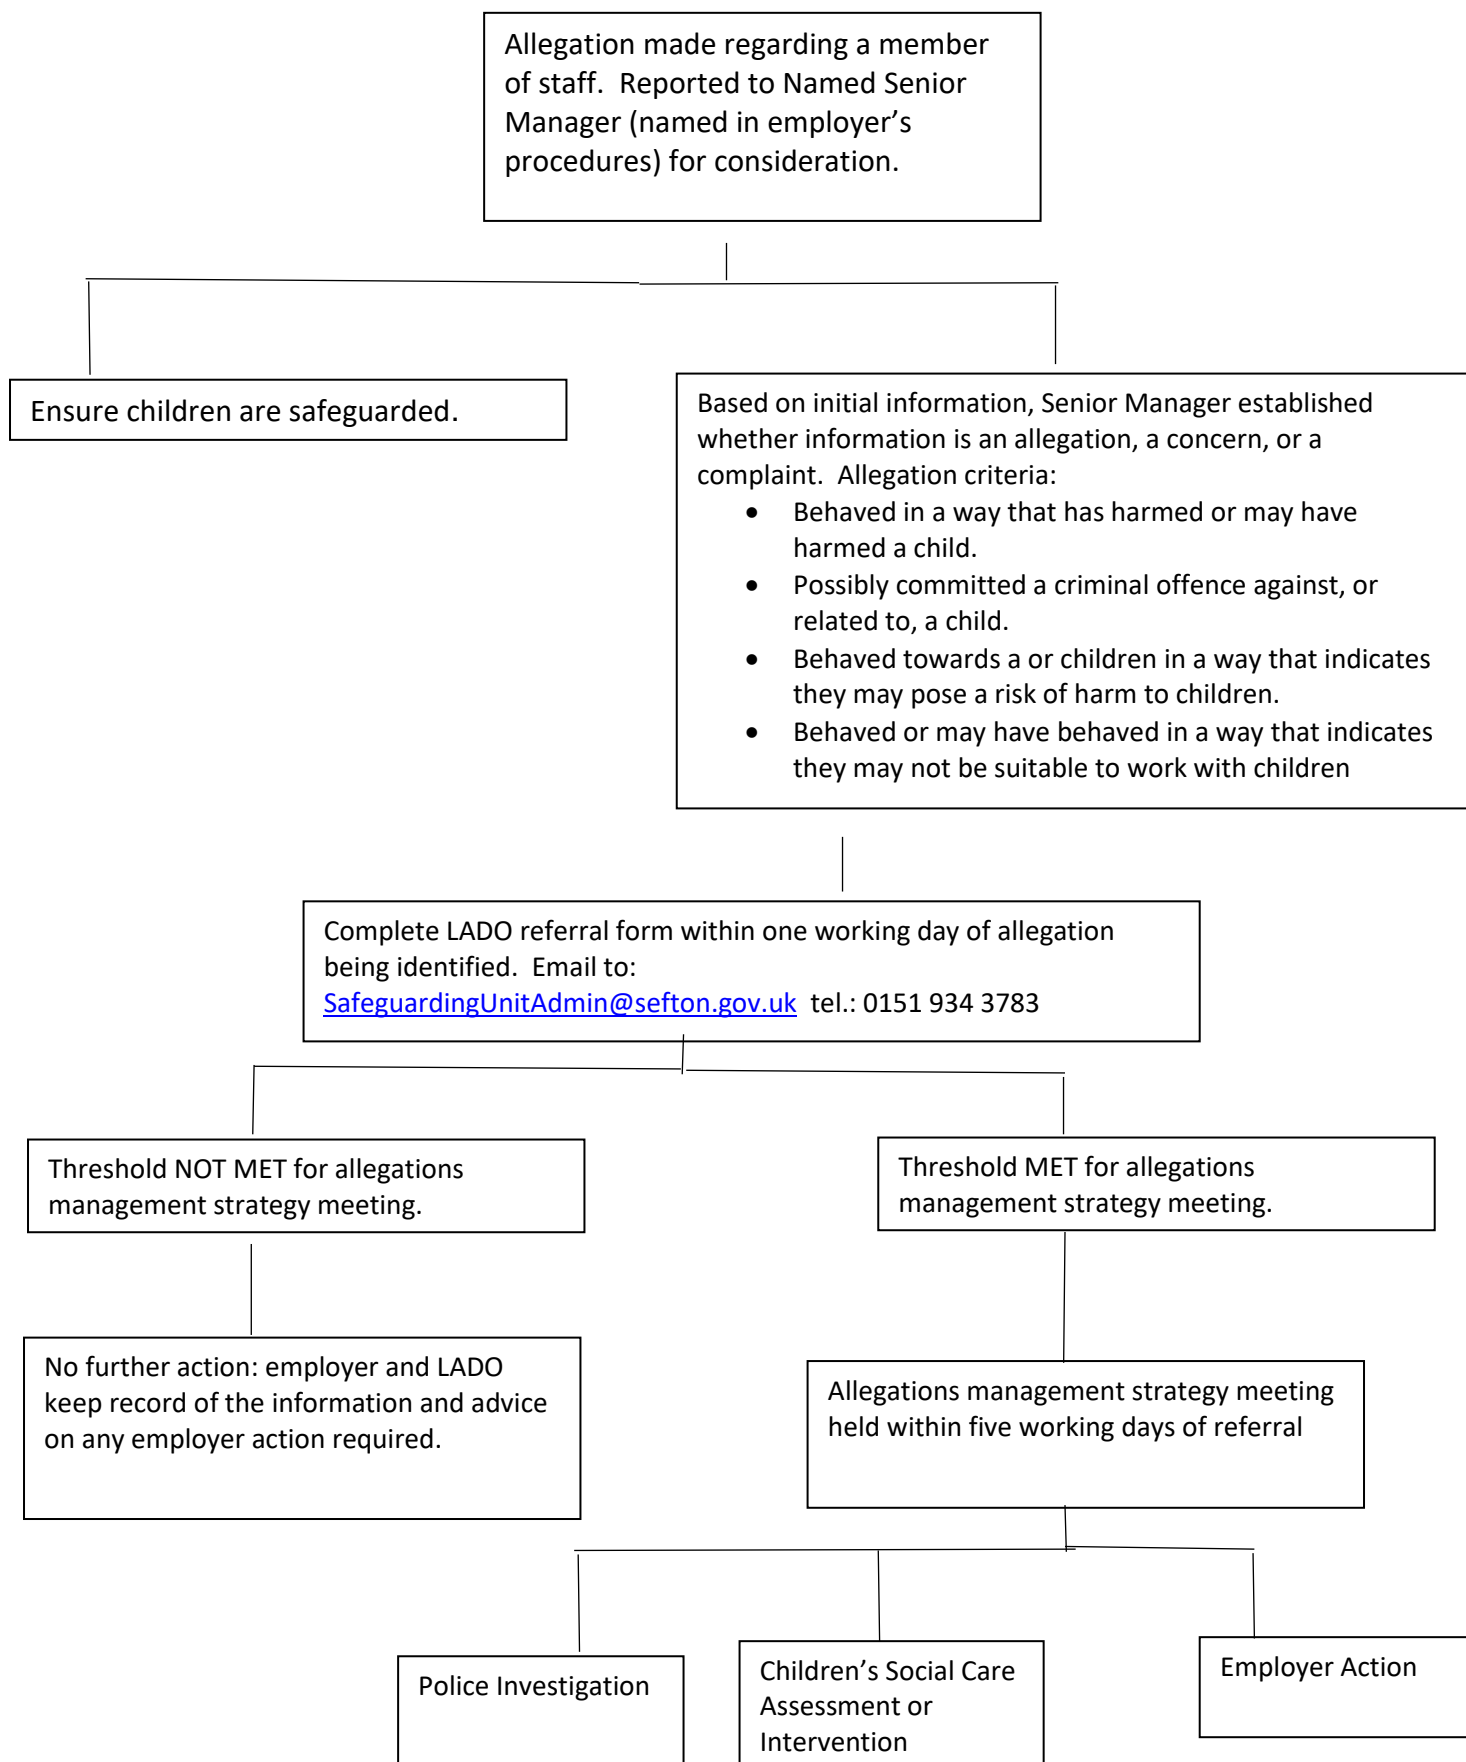 Allegation made regarding a member
of staff.  Reported to Named Senior
Manager (named in employer’s
procedures) for consideration.
Ensure children are safeguarded.
Based on initial information, Senior Manager established
whether information is an allegation, a concern, or a
complaint.  Allegation criteria:
• Behaved in a way that has harmed or may have
harmed a child.
• Possibly committed a criminal offence against, or
related to, a child.
• Behaved towards a or children in a way that indicates
they may pose a risk of harm to children.
• Behaved or may have behaved in a way that indicates
they may not be suitable to work with children
Complete LADO referral form within one working day of allegation
being identified.  Email to:
SafeguardingUnitAdmin@sefton.gov.uk  tel.: 0151 934 3783
Threshold NOT MET for allegations
management strategy meeting.
Threshold MET for allegations
management strategy meeting.
No further action: employer and LADO
keep record of the information and advice
on any employer action required.
Allegations management strategy meeting
held within five working days of referral
Police Investigation
Children’s Social Care
Assessment or
Intervention
Employer Action